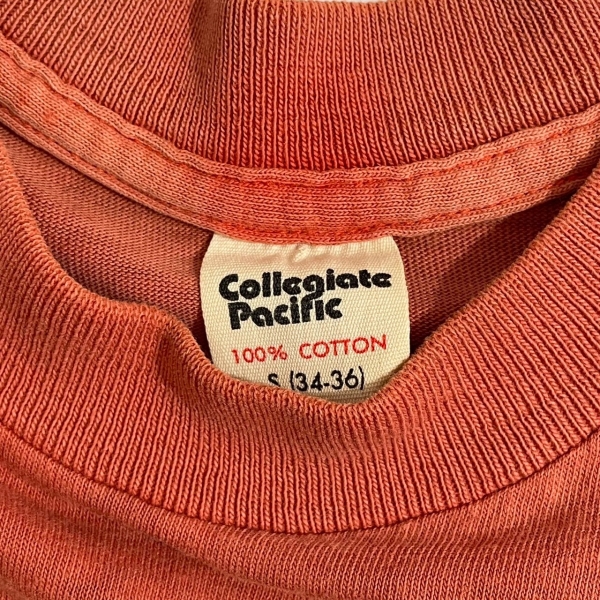 Collegiate
Pacific
100% COTTON
S (34-36)